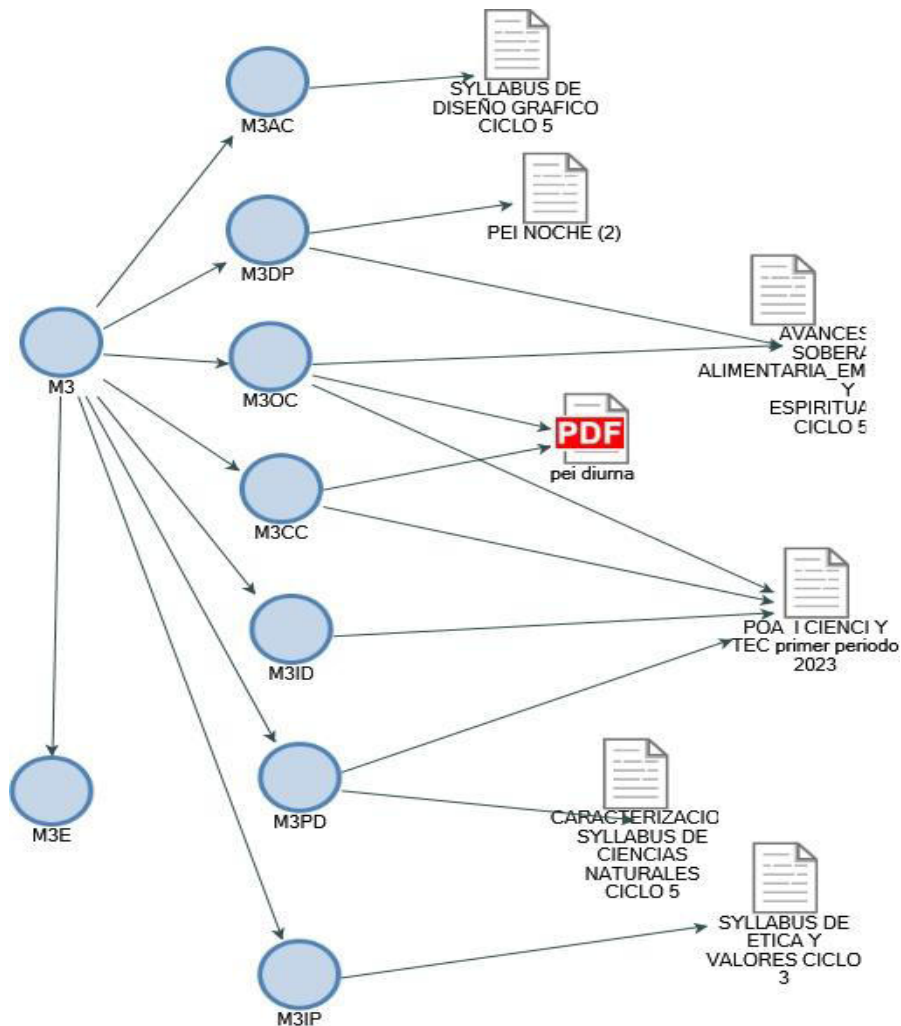 SYLLABUS DE
DISEÑO GRAFICO
CICLO 5
M3AC
PEI NOCHE (2)
M3DP
AVANCES
SOBERA
ALIMENTARIA_EM
Y
ESPIRITUA
CICLO 5
M3
M3OC
PDF
pei diurna
M3CC
M3ID
POA I CIENCI Y
TEC primer periodo
2023
M3E
M3PD
CARACTERIZACIO
SYLLABUS DE
CIENCIAS
NATURALES
CICLO 5
SYLLABUS DE
ETICA Y
VALORES CICLO
3
M3IP